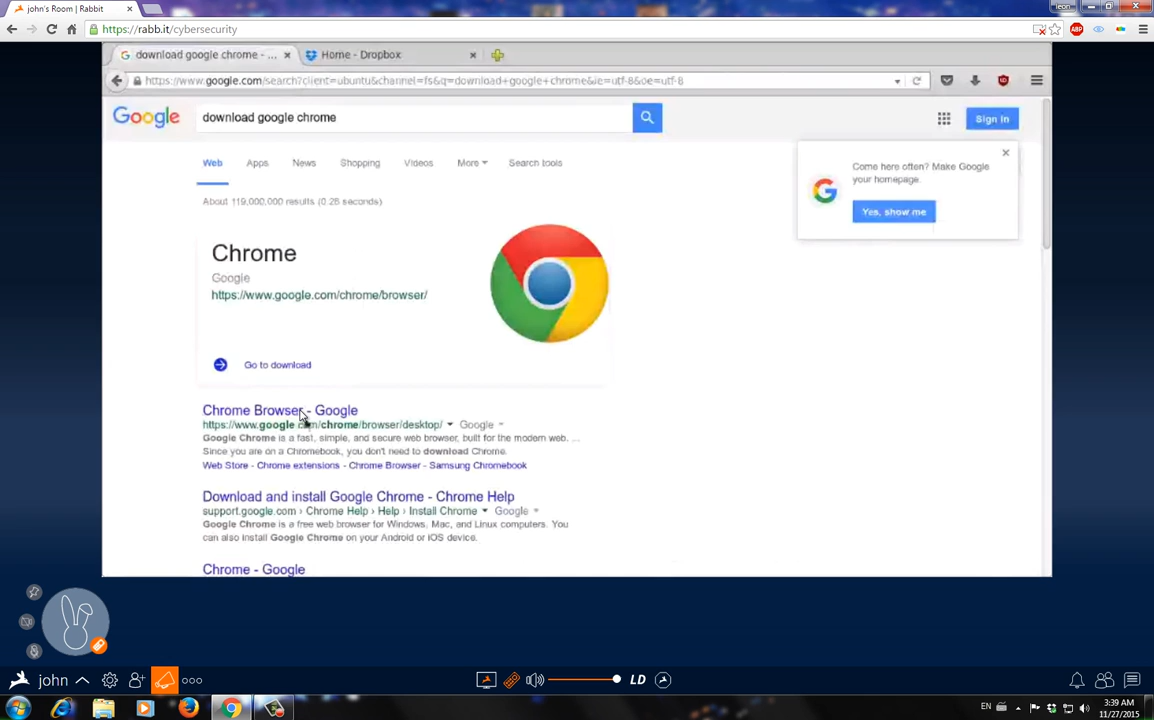 john's Room | Rabbit
leon
https://rabb.it/cybersecurity
ABP
download google chrome - ...
Home - Dropbox
https://www.google.com/search?client=ubuntu&channel=fs&q=download+google+chrome&ie=utf-8&oe=utf-8
Google
download google chrome
Sign in
Web Apps News Shopping Videos More Search tools
Come here often? Make Google
your homepage.
Yes, show me
About 119,000,000 results (0.26 seconds)
Chrome
Google
https://www.google.com/chrome/browser/
Go to download
Chrome Browser - Google
https://www.google.com/chrome/browser/desktop/ Google
Google Chrome is a fast, simple, and secure web browser, built for the modern web. ...
Since you are on a Chromebook, you don't need to download Chrome.
Web Store - Chrome extensions - Chrome Browser - Samsung Chromebook
Download and install Google Chrome - Chrome Help
support.google.com › Chrome Help › Help › Install Chrome Google
Google Chrome is a free web browser for Windows, Mac, and Linux computers. You
can also install Google Chrome on your Android or iOS device.
Chrome - Google
john
LD
EN
3:39 AM
11/27/2015